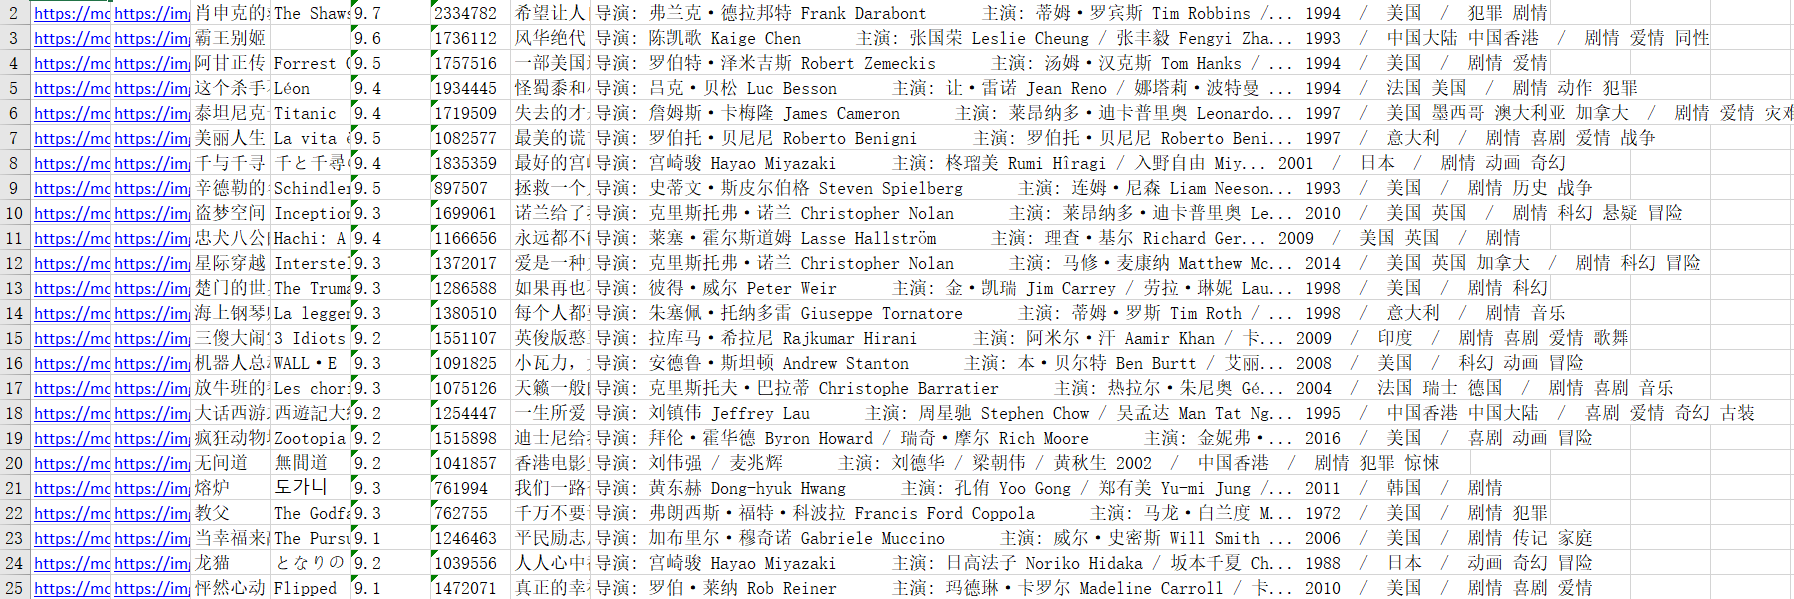 2 https://mo https://img 肖申克的 The Shaws 9.7 2334782 希望让人 导演: 弗兰克·德拉邦特 Frank Darabont 主演: 蒂姆·罗宾斯 Tim Robbins /... 1994 / 美国 / 犯罪 剧情
3 https://mo https://img 霸王别姬 9.6 1736112 风华绝代 导演: 陈凯歌 Kaige Chen 主演: 张国荣 Leslie Cheung / 张丰毅 Fengyi Zha... 1993 / 中国大陆 中国香港 / 剧情 爱情 同性
4 https://mo https://img 阿甘正传 Forrest G 9.5 1757516 一部美国 导演: 罗伯特·泽米吉斯 Robert Zemeckis 主演: 汤姆·汉克斯 Tom Hanks / ... 1994 / 美国 / 剧情 爱情
5 https://mo https://img 这个杀手 Léon 9.4 1934445 怪蜀黍和 导演: 吕克·贝松 Luc Besson 主演: 让·雷诺 Jean Reno / 娜塔莉·波特曼 ... 1994 / 法国 美国 / 剧情 动作 犯罪
6 https://mo https://img 泰坦尼克 Titanic 9.4 1719509 失去的才 导演: 詹姆斯·卡梅隆 James Cameron 主演: 莱昂纳多·迪卡普里奥 Leonardo... 1997 / 美国 墨西哥 澳大利亚 加拿大 / 剧情 爱情 灾难
7 https://mo https://img 美丽人生 La vita è 9.5 1082577 最美的谎 导演: 罗伯托·贝尼尼 Roberto Benigni 主演: 罗伯托·贝尼尼 Roberto Beni... 1997 / 意大利 / 剧情 喜剧 爱情 战争
8 https://mo https://img 千与千寻 千と千尋 9.4 1835359 最好的宫 导演: 宫崎骏 Hayao Miyazaki 主演: 柊瑠美 Rumi Hîragi / 入野自由 Miy... 2001 / 日本 / 剧情 动画 奇幻
9 https://mo https://img 辛德勒的 Schindler 9.5 897507 拯救一个 导演: 史蒂文·斯皮尔伯格 Steven Spielberg 主演: 连姆·尼森 Liam Neeson... 1993 / 美国 / 剧情 历史 战争
10 https://mo https://img 盗梦空间 Inception 9.3 1699061 诺兰给了 导演: 克里斯托弗·诺兰 Christopher Nolan 主演: 莱昂纳多·迪卡普里奥 Le... 2010 / 美国 英国 / 剧情 科幻 悬疑 冒险
11 https://mo https://img 忠犬八公 Hachi: A 9.4 1166656 永远都不 导演: 莱塞·霍尔斯道姆 Lasse Hallström 主演: 理查·基尔 Richard Ger... 2009 / 美国 英国 / 剧情
12 https://mo https://img 星际穿越 Interste 9.3 1372017 爱是一种 导演: 克里斯托弗·诺兰 Christopher Nolan 主演: 马修·麦康纳 Matthew Mc... 2014 / 美国 英国 加拿大 / 剧情 科幻 冒险
13 https://mo https://img 楚门的世 The Truma 9.3 1286588 如果再也 导演: 彼得·威尔 Peter Weir 主演: 金·凯瑞 Jim Carrey / 劳拉·琳妮 Lau... 1998 / 美国 / 剧情 科幻
14 https://mo https://img 海上钢琴 La legger 9.3 1380510 每个人都 导演: 朱塞佩·托纳多雷 Giuseppe Tornatore 主演: 蒂姆·罗斯 Tim Roth / ... 1998 / 意大利 / 剧情 音乐
15 https://mo https://img 三傻大闹 3 Idiots 9.2 1551107 英俊版憨 导演: 拉库马·希拉尼 Rajkumar Hirani 主演: 阿米尔·汗 Aamir Khan / 卡... 2009 / 印度 / 剧情 喜剧 爱情 歌舞
16 https://mo https://img 机器人总 WALL·E 9.3 1091825 小瓦力, 导演: 安德鲁·斯坦顿 Andrew Stanton 主演: 本·贝尔特 Ben Burtt / 艾丽... 2008 / 美国 / 科幻 动画 冒险
17 https://mo https://img 放牛班的 Les chori 9.3 1075126 天籁一般 导演: 克里斯托夫·巴拉蒂 Christophe Barratier 主演: 热拉尔·朱尼奥 Gé... 2004 / 法国 瑞士 德国 / 剧情 喜剧 音乐
18 https://mo https://img 大话西游 西遊記大 9.2 1254447 一生所爱 导演: 刘镇伟 Jeffrey Lau 主演: 周星驰 Stephen Chow / 吴孟达 Man Tat Ng... 1995 / 中国香港 中国大陆 / 喜剧 爱情 奇幻 古装
19 https://mo https://img 疯狂动物 Zootopia 9.2 1515898 迪士尼给 导演: 拜伦·霍华德 Byron Howard / 瑞奇·摩尔 Rich Moore 主演: 金妮弗·... 2016 / 美国 / 喜剧 动画 冒险
20 https://mo https://img 无间道 無間道 9.2 1041857 香港电影 导演: 刘伟强 / 麦兆辉 主演: 刘德华 / 梁朝伟 / 黄秋生 2002 / 中国香港 / 剧情 犯罪 惊悚
21 https://mo https://img 熔炉 도가니 9.3 761994 我们一路 导演: 黄东赫 Dong-hyuk Hwang 主演: 孔侑 Yoo Gong / 郑有美 Yu-mi Jung /... 2011 / 韩国 / 剧情
22 https://mo https://img 教父 The Godfa 9.3 762755 千万不要 导演: 弗朗西斯·福特·科波拉 Francis Ford Coppola 主演: 马龙·白兰度 M... 1972 / 美国 / 剧情 犯罪
23 https://mo https://img 当幸福来 The Pursu 9.1 1246463 平民励志 导演: 加布里尔·穆奇诺 Gabriele Muccino 主演: 威尔·史密斯 Will Smith ... 2006 / 美国 / 剧情 传记 家庭
24 https://mo https://img 龙猫 となりの 9.2 1039556 人人心中 导演: 宫崎骏 Hayao Miyazaki 主演: 日高法子 Noriko Hidaka / 坂本千夏 Ch... 1988 / 日本 / 动画 奇幻 冒险
25 https://mo https://img 怦然心动 Flipped 9.1 1472071 真正的幸 导演: 罗伯·莱纳 Rob Reiner 主演: 玛德琳·卡罗尔 Madeline Carroll / 卡... 2010 / 美国 / 剧情 喜剧 爱情